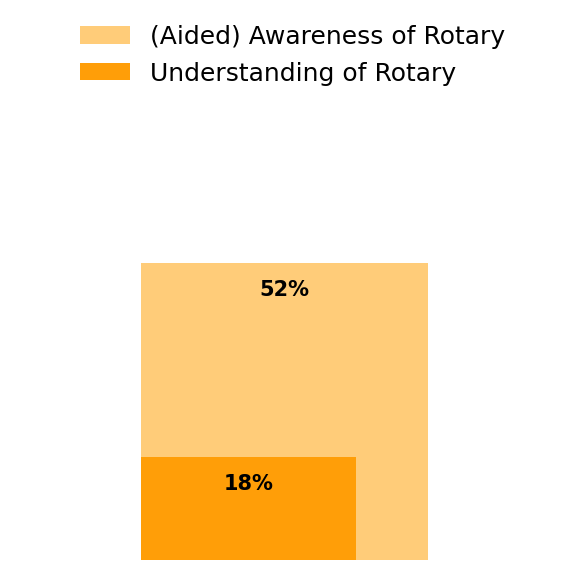 (Aided) Awareness of Rotary
Understanding of Rotary
52%
18%